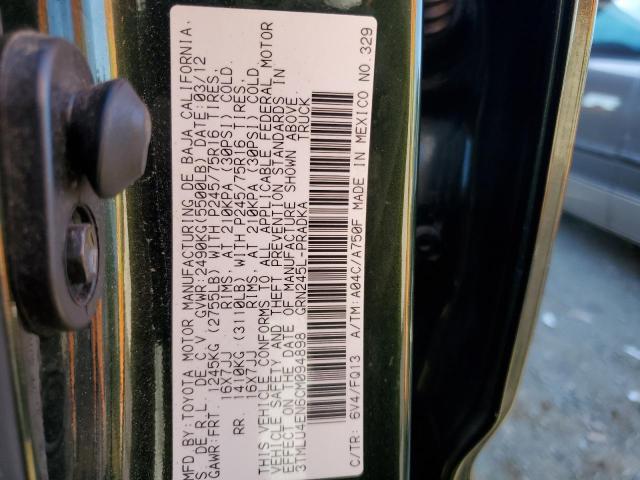 MFD BY:TOYOTA MOTOR MANUFACTURING DE BAJA CALIFORNIA,
S DE R.L. DE C.V. GVWR:2490KG(5500LB) DATE:03/12
GAWR:FRT. 1245KG (2755LB) WITH P245/75R16 TIRES,
16X7JJ RIMS, AT 210KPA (30PSI) COLD.
RR. 1410KG (3110LB) WITH P245/75R16 TIRES,
16X7JJ RIMS, AT 210KPA (30PSI) COLD.
THIS VEHICLE CONFORMS TO ALL APPLICABLE FEDERAL MOTOR
VEHICLE SAFETY AND THEFT PREVENTION STANDARDS IN
EFFECT ON THE DATE OF MANUFACTURE SHOWN ABOVE.
3TMLU4EN6CM094898 GRN245L-PRADKA TRUCK
C/TR: 6V4/FQ13 A/TM:A04C/A750F MADE IN MEXICO NO.329